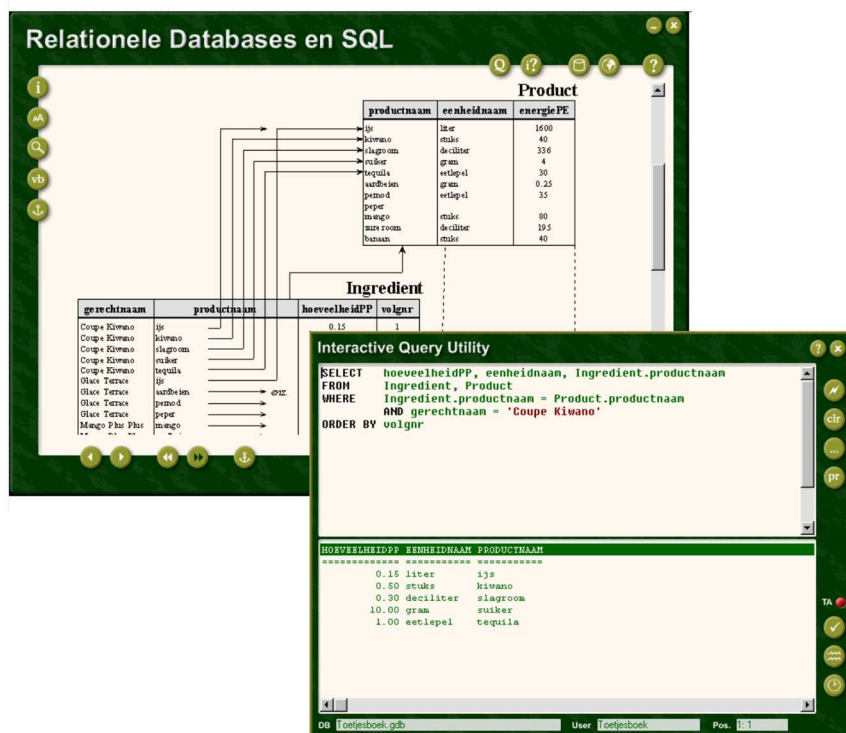 Relationele Databases en SQL
Q i?
?
i
AA
vb
Product
productnaam eenheidnaam energiePE
ijs liter 1600
kiwano stuks 40
slagroom deciliter 336
suiker gram 4
tequila eetlepel 30
aardbeien gram 0.25
pernod eetlepel 35
peper
mango stuks 80
zure room deciliter 195
banaan stuks 40
Ingredient
gerechtnaam productnaam hoeveelheidPP volgnr
Coupe Kiwano ijs 0.15 1
Coupe Kiwano kiwano
Coupe Kiwano slagroom
Coupe Kiwano suiker
Coupe Kiwano tequila
Glace Terrace ijs
Glace Terrace aardbeien enz.
Glace Terrace pernod
Glace Terrace peper
Mango Plus Plus mango
Interactive Query Utility
?
SELECT hoeveelheidPP, eenheidnaam, Ingredient.productnaam
FROM Ingredient, Product
WHERE Ingredient.productnaam = Product.productnaam
AND gerechtnaam = 'Coupe Kiwano'
ORDER BY volgnr
clr
...
pr
HOEVEELHEIDPP EENHEIDNAAM PRODUCTNAAM
============= =========== ===========
0.15 liter ijs
0.50 stuks kiwano
0.30 deciliter slagroom
10.00 gram suiker
1.00 eetlepel tequila
TA
DB Toetjesboek.gdb User Toetjesboek Pos. 1: 1